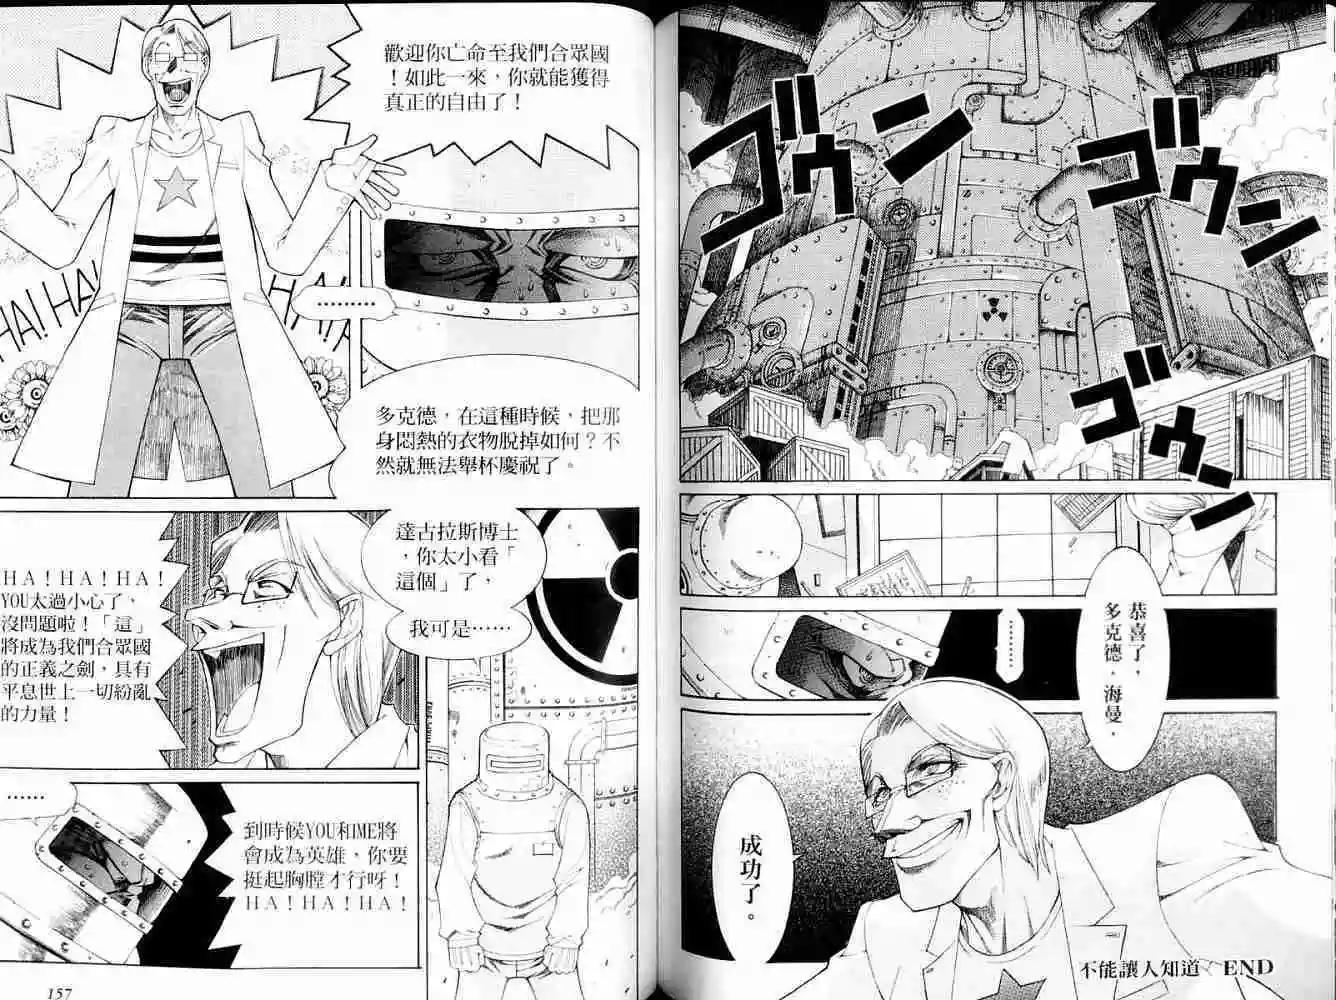 ゴウン
ゴウン
ゴウン
恭喜了，
多克德．海曼。
………
成功了。
不能讓人知道 END
歡迎你亡命至我們合眾國
！如此一來，你就能獲得
真正的自由了！
HA!HA!
HA!HA!
………
多克德，在這種時候，把那
身悶熱的衣物脫掉如何？不
然就無法舉杯慶祝了。
達古拉斯博士
，你太小看「
這個」了，
我可是……
HA！HA！HA！
YOU太過小心了，
沒問題啦！「這」
將成為我們合眾國
的正義之劍，具有
平息世上一切紛亂
的力量！
……
到時候YOU和ME將
會成為英雄，你要
挺起胸膛才行呀！
HA！HA！HA！
157